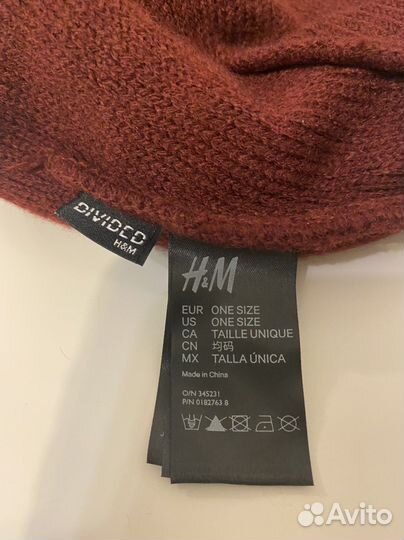 DIVIDED
H&M
H&M
EUR ONE SIZE
US ONE SIZE
CA TAILLE UNIQUE
CN 均码
MX TALLA ÚNICA
Made in China
O/N 345231
P/N 0182763 8
Avito